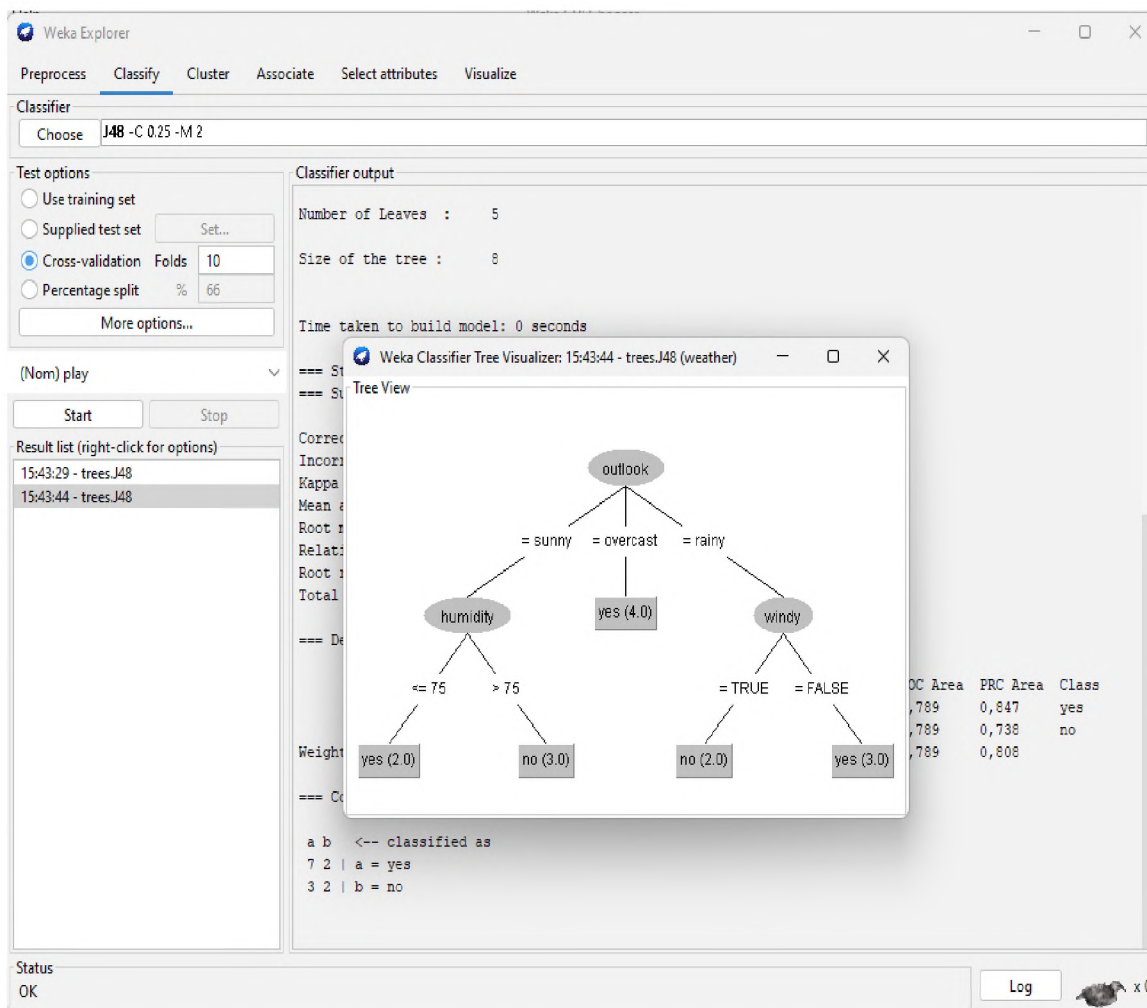 Weka Explorer
Preprocess Classify Cluster Associate Select attributes Visualize
Classifier
Choose J48 -C 0.25 -M 2
Test options
Use training set
Supplied test set Set...
Cross-validation Folds 10
Percentage split % 66
More options...
(Nom) play
Start Stop
Result list (right-click for options)
15:43:29 - trees.J48
15:43:44 - trees.J48
Classifier output
Number of Leaves : 5
Size of the tree : 8
Time taken to build model: 0 seconds
=== St
=== Su
Correc
Incorr
Kappa
Mean a
Root r
Relati
Root r
Total
=== De
OC Area PRC Area Class
,789 0,847 yes
,789 0,738 no
Weight ,789 0,808
=== Co
a b <-- classified as
7 2 | a = yes
3 2 | b = no
Weka Classifier Tree Visualizer: 15:43:44 - trees.J48 (weather)
Tree View
outlook
= sunny = overcast = rainy
humidity yes (4.0) windy
<= 75 > 75 = TRUE = FALSE
yes (2.0) no (3.0) no (2.0) yes (3.0)
Status
OK
Log